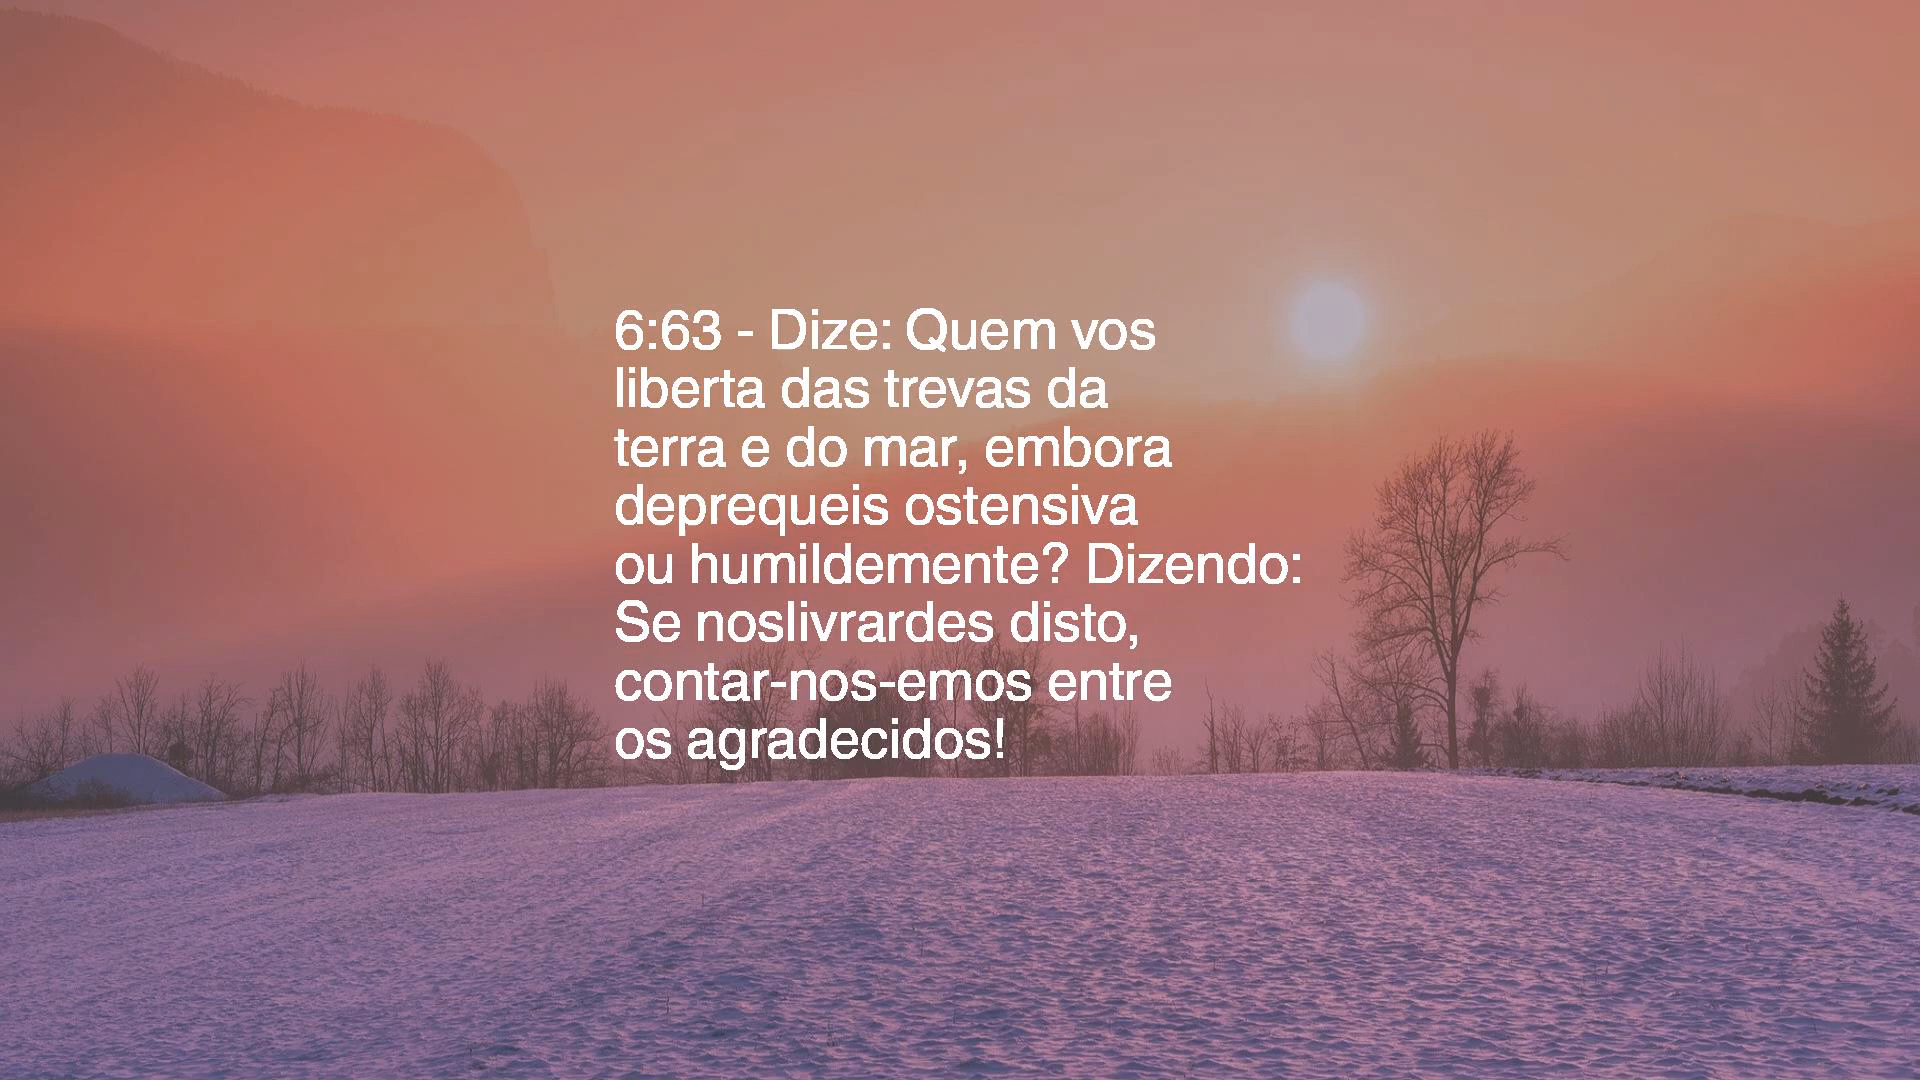 6:63 - Dize: Quem vos
liberta das trevas da
terra e do mar, embora
deprequeis ostensiva
ou humildemente? Dizendo:
Se noslivrardes disto,
contar-nos-emos entre
os agradecidos!